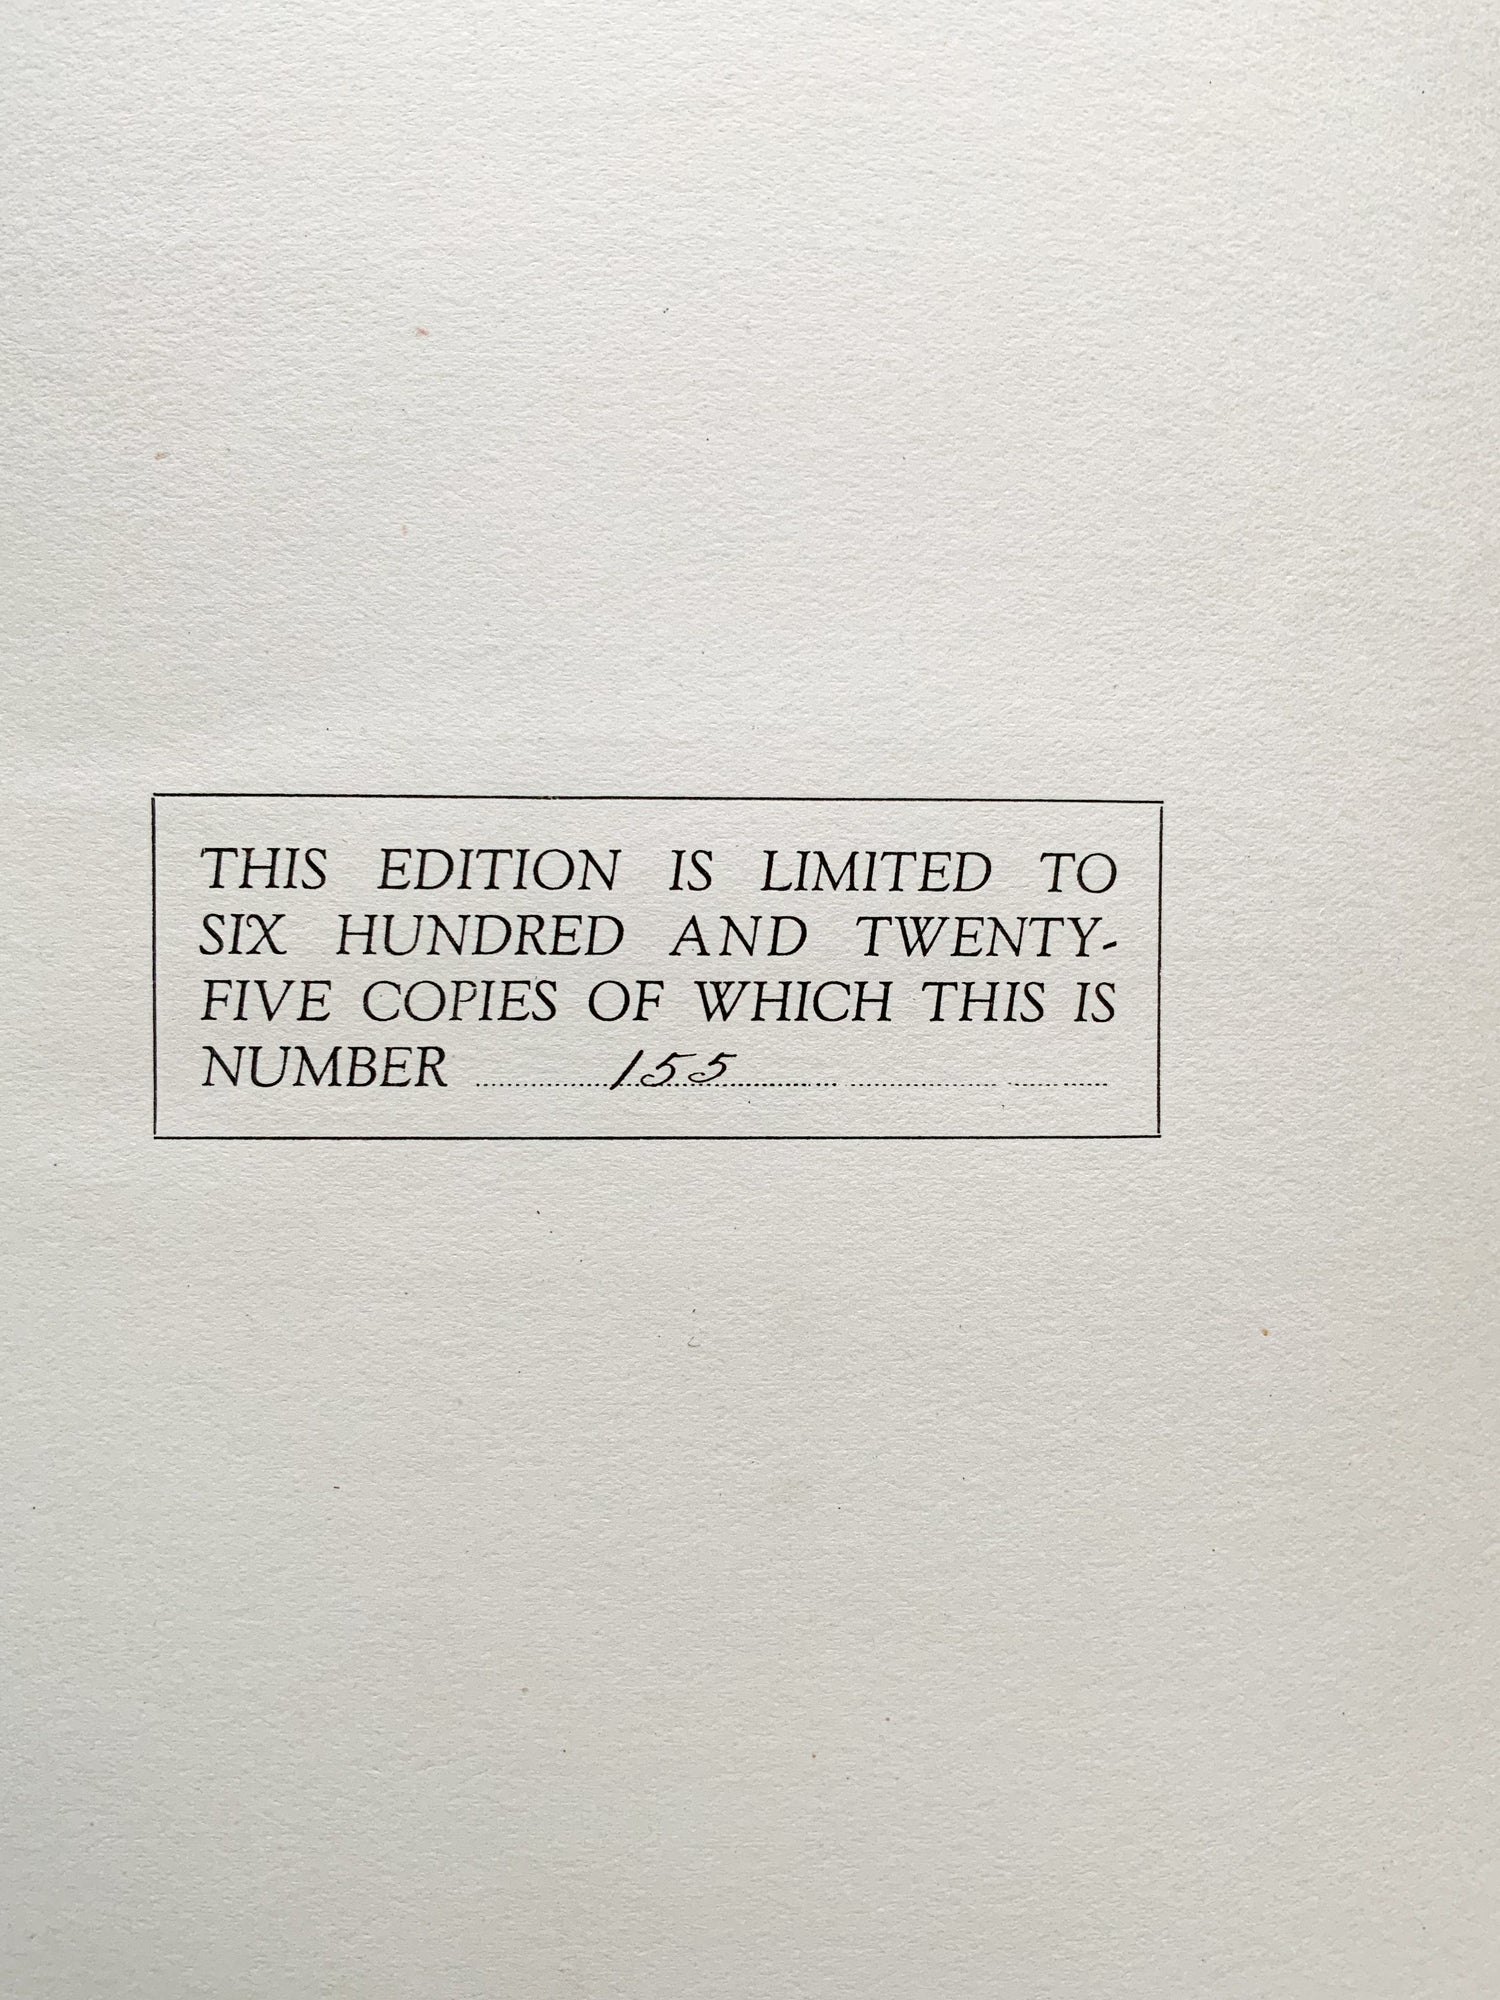 THIS EDITION IS LIMITED TO
SIX HUNDRED AND TWENTY-
FIVE COPIES OF WHICH THIS IS
NUMBER 155